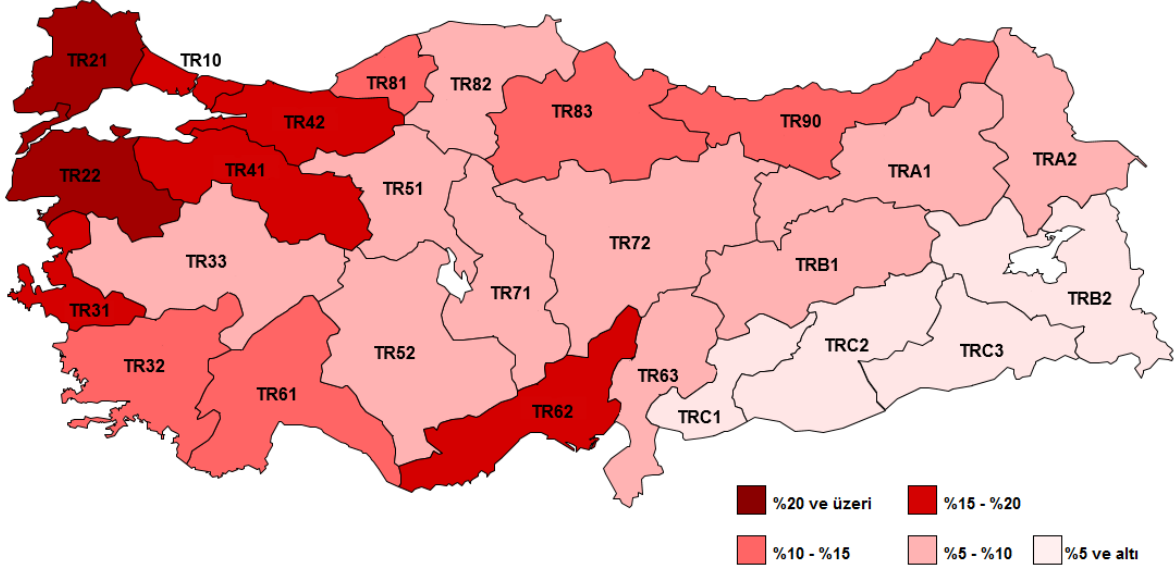 TR21
TR10
TR81
TR82
TR83
TR42
TR90
TR22
TR41
TR51
TRA1
TRA2
TR33
TR72
TRB1
TR71
TRB2
TR31
TR52
TRC2
TRC3
TR32
TR61
TR63
TR62
TRC1
%20 ve üzeri
%15 - %20
%10 - %15
%5 - %10
%5 ve altı